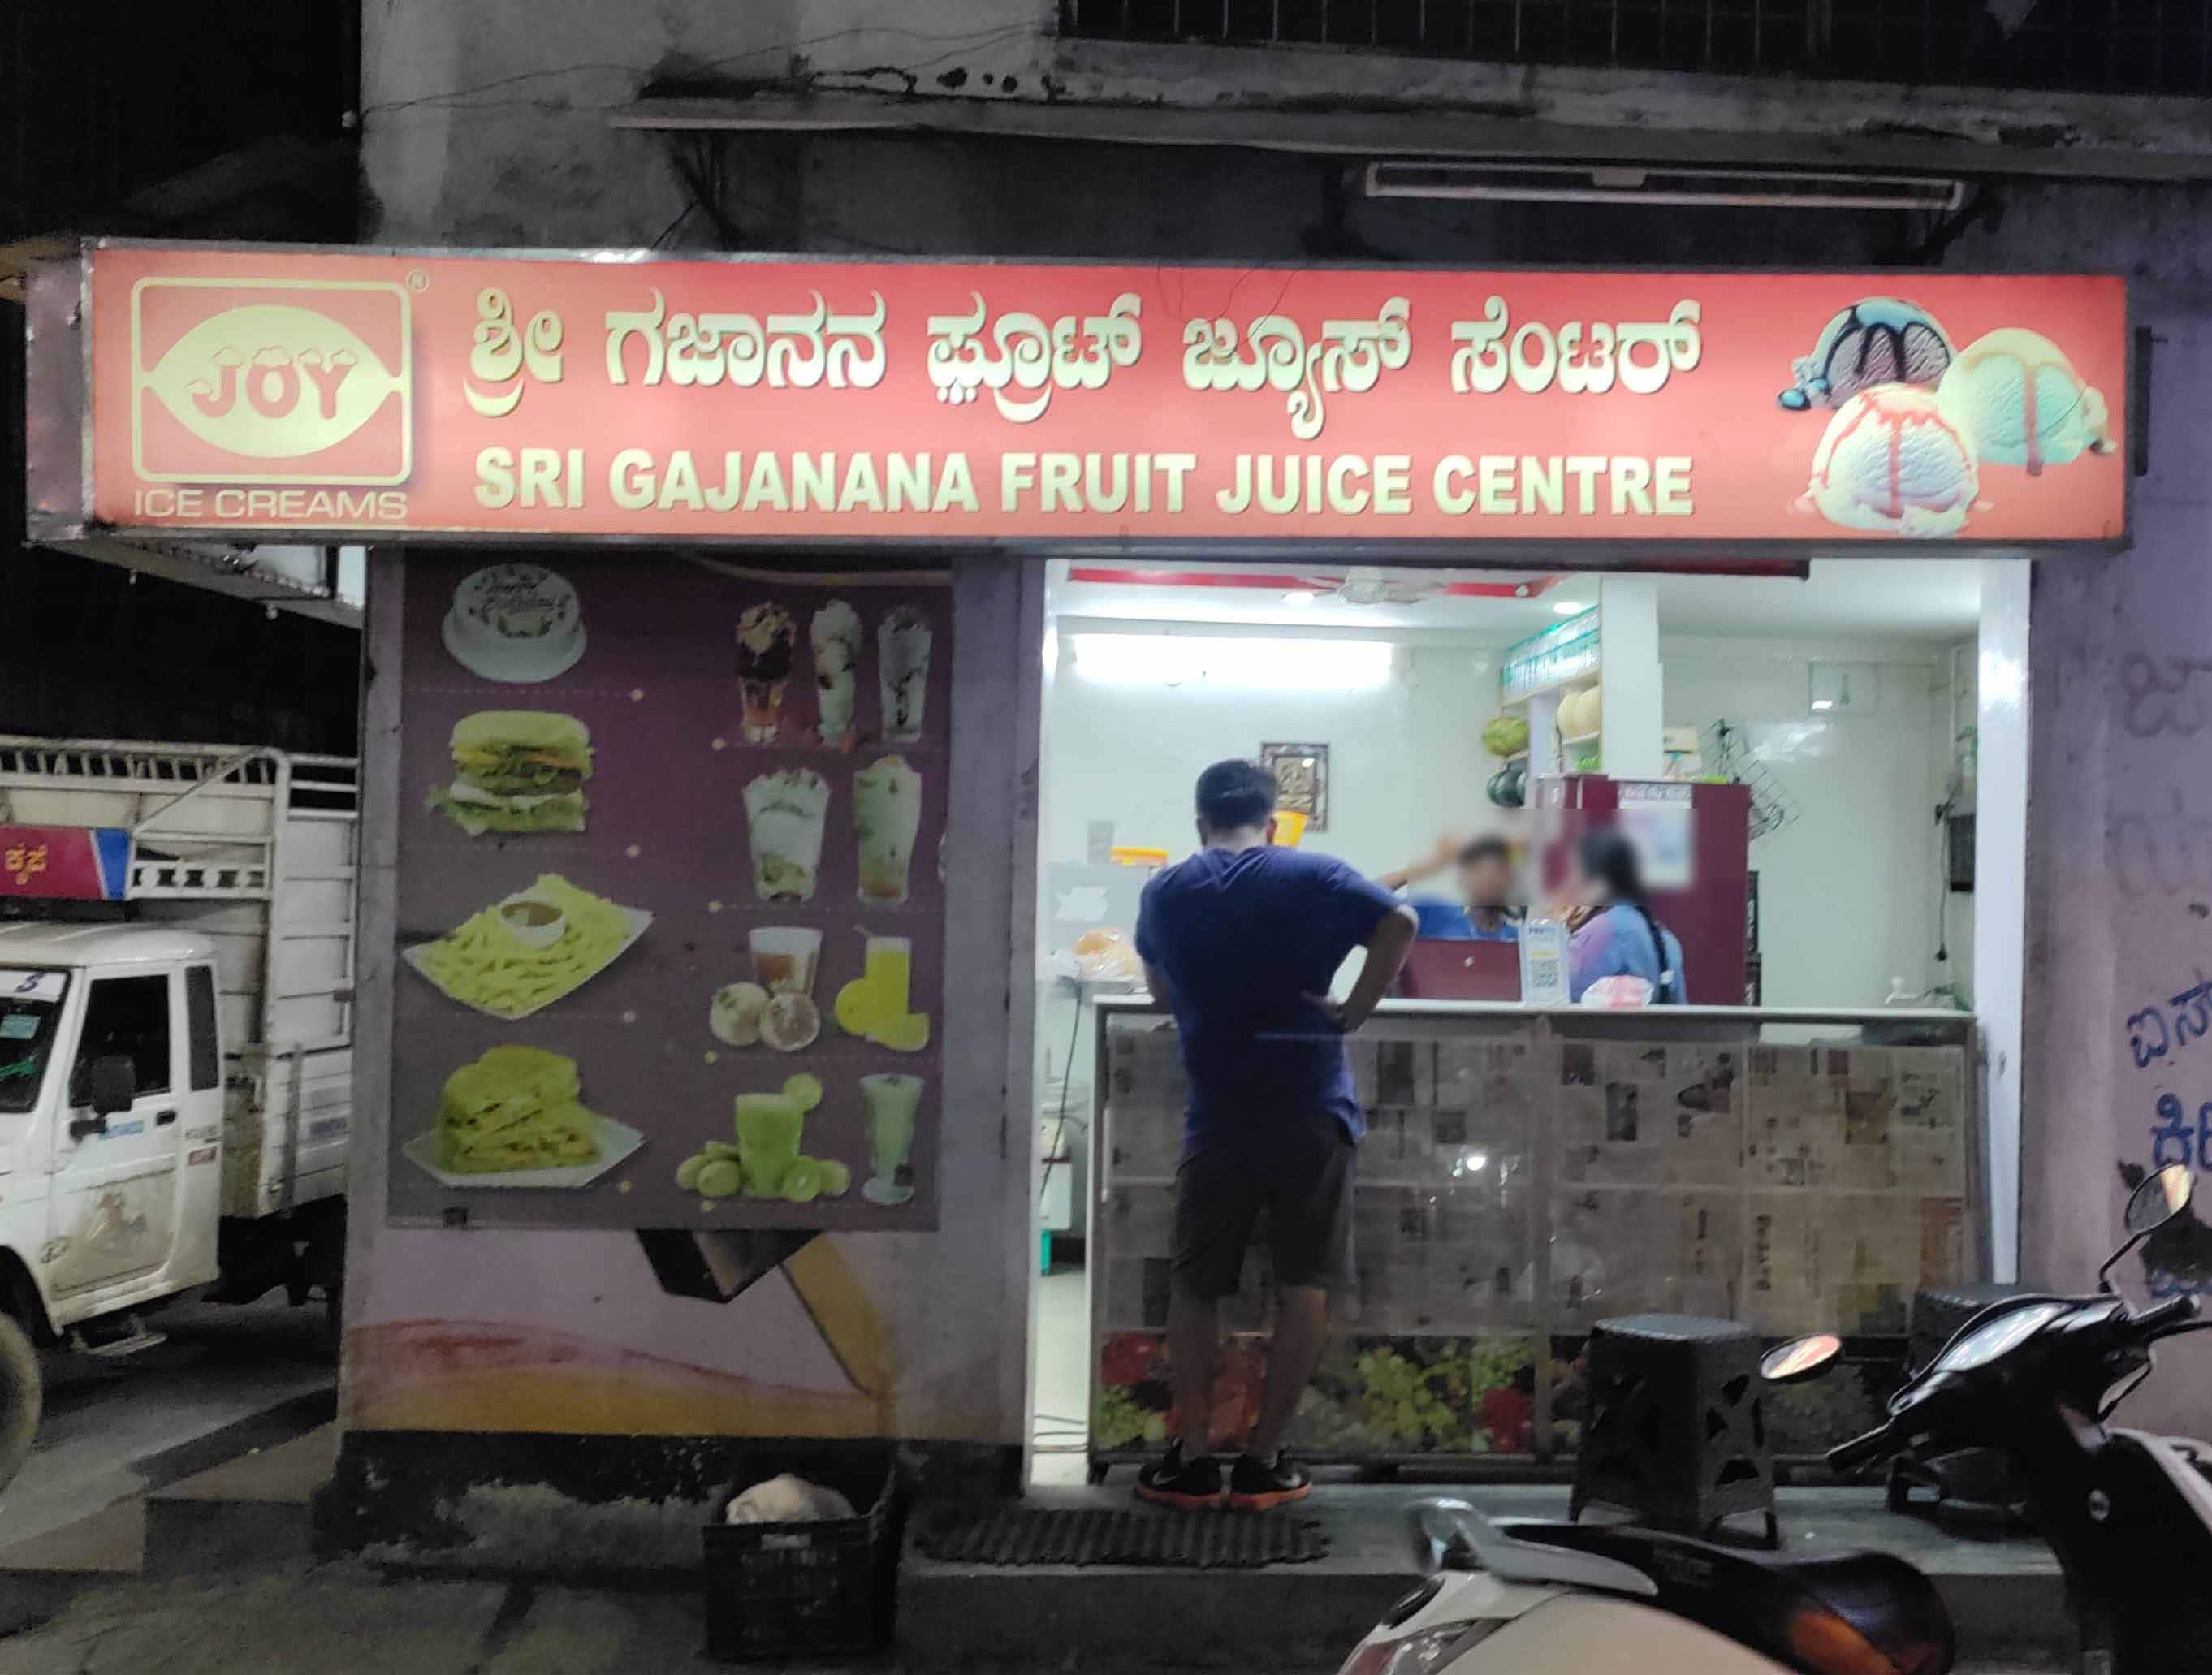 JOY
®
ICE CREAMS
ಶ್ರೀ ಗಜಾನನ ಫ್ರೂಟ್ ಜ್ಯೂಸ್ ಸೆಂಟರ್
SRI GAJANANA FRUIT JUICE CENTRE